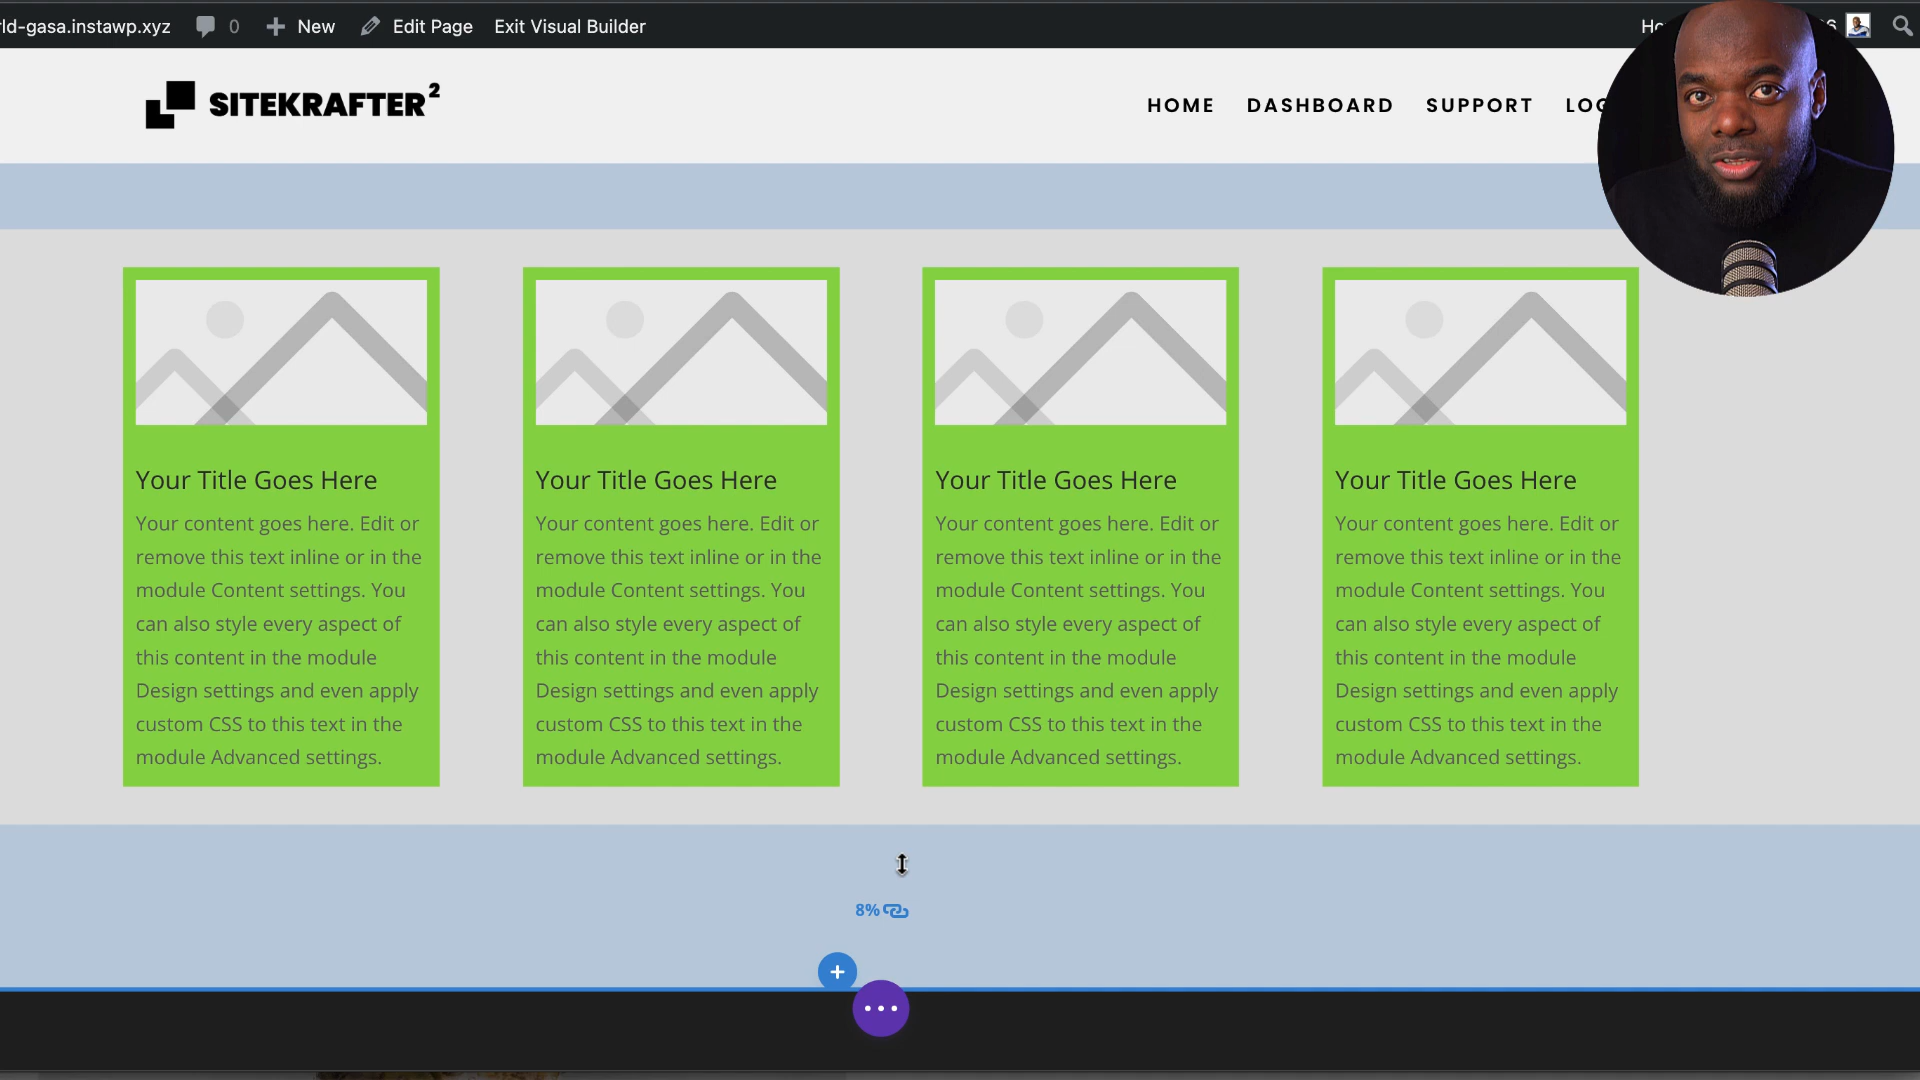 ld-gasa.instawp.xyz 0 New Edit Page Exit Visual Builder
SITEKRAFTER²
HOME DASHBOARD SUPPORT
Your Title Goes Here
Your content goes here. Edit or
remove this text inline or in the
module Content settings. You
can also style every aspect of
this content in the module
Design settings and even apply
custom CSS to this text in the
module Advanced settings.
Your Title Goes Here
Your content goes here. Edit or
remove this text inline or in the
module Content settings. You
can also style every aspect of
this content in the module
Design settings and even apply
custom CSS to this text in the
module Advanced settings.
Your Title Goes Here
Your content goes here. Edit or
remove this text inline or in the
module Content settings. You
can also style every aspect of
this content in the module
Design settings and even apply
custom CSS to this text in the
module Advanced settings.
Your Title Goes Here
Your content goes here. Edit or
remove this text inline or in the
module Content settings. You
can also style every aspect of
this content in the module
Design settings and even apply
custom CSS to this text in the
module Advanced settings.
8%